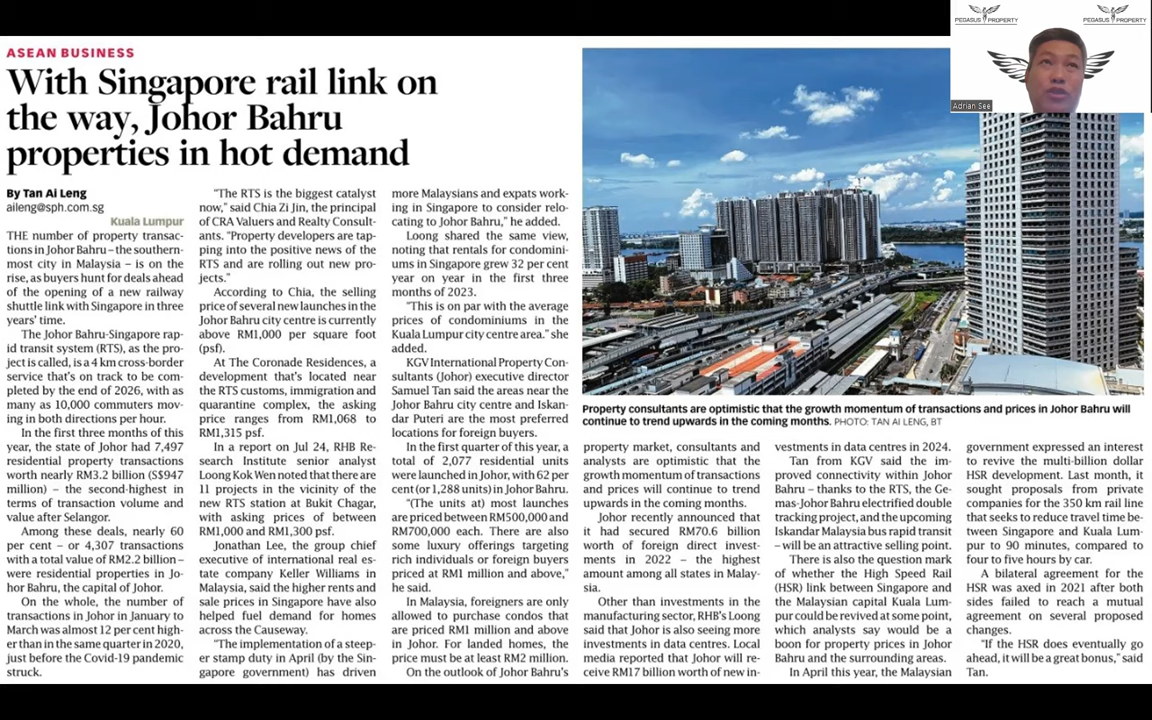 ASEAN BUSINESS
With Singapore rail link on
the way, Johor Bahru
properties in hot demand
By Tan Ai Leng
aileng@sph.com.sg
Kuala Lumpur
THE number of property transac-
tions in Johor Bahru – the southern-
most city in Malaysia – is on the
rise, as buyers hunt for deals ahead
of the opening of a new railway
shuttle link with Singapore in three
years' time.
The Johor Bahru-Singapore rap-
id transit system (RTS), as the pro-
ject is called, is a 4 km cross-border
service that's on track to be com-
pleted by the end of 2026, with as
many as 10,000 commuters mov-
ing in both directions per hour.
In the first three months of this
year, the state of Johor had 7,497
residential property transactions
worth nearly RM3.2 billion (S$947
million) – the second-highest in
terms of transaction volume and
value after Selangor.
Among these deals, nearly 60
per cent – or 4,307 transactions
with a total value of RM2.2 billion –
were residential properties in Jo-
hor Bahru, the capital of Johor.
On the whole, the number of
transactions in Johor in January to
March was almost 12 per cent high-
er than in the same quarter in 2020,
just before the Covid-19 pandemic
struck.
"The RTS is the biggest catalyst
now," said Chia Zi Jin, the principal
of CRA Valuers and Realty Consult-
ants. "Property developers are tap-
ping into the positive news of the
RTS and are rolling out new pro-
jects."
According to Chia, the selling
price of several new launches in the
Johor Bahru city centre is currently
above RM1,000 per square foot
(psf).
At The Coronade Residences, a
development that's located near
the RTS customs, immigration and
quarantine complex, the asking
price ranges from RM1,068 to
RM1,315 psf.
In a report on Jul 24, RHB Re-
search Institute senior analyst
Loong Kok Wen noted that there are
11 projects in the vicinity of the
new RTS station at Bukit Chagar,
with asking prices of between
RM1,000 and RM1,300 psf.
Jonathan Lee, the group chief
executive of international real es-
tate company Keller Williams in
Malaysia, said the higher rents and
sale prices in Singapore have also
helped fuel demand for homes
across the Causeway.
"The implementation of a steep-
er stamp duty in April (by the Sin-
gapore government) has driven
more Malaysians and expats work-
ing in Singapore to consider relo-
cating to Johor Bahru," he added.
Loong shared the same view,
noting that rentals for condomini-
ums in Singapore grew 32 per cent
year on year in the first three
months of 2023.
"This is on par with the average
prices of condominiums in the
Kuala Lumpur city centre area." she
added.
KGV International Property Con-
sultants (Johor) executive director
Samuel Tan said the areas near the
Johor Bahru city centre and Iskan-
dar Puteri are the most preferred
locations for foreign buyers.
In the first quarter of this year, a
total of 2,077 residential units
were launched in Johor, with 62 per
cent (or 1,288 units) in Johor Bahru.
"(The units at) most launches
are priced between RM500,000 and
RM700,000 each. There are also
some luxury offerings targeting
rich individuals or foreign buyers
priced at RM1 million and above,"
he said.
In Malaysia, foreigners are only
allowed to purchase condos that
are priced RM1 million and above
in Johor. For landed homes, the
price must be at least RM2 million.
On the outlook of Johor Bahru's
Property consultants are optimistic that the growth momentum of transactions and prices in Johor Bahru will
continue to trend upwards in the coming months. PHOTO: TAN AI LENG, BT
property market, consultants and
analysts are optimistic that the
growth momentum of transactions
and prices will continue to trend
upwards in the coming months.
Johor recently announced that
it had secured RM70.6 billion
worth of foreign direct invest-
ments in 2022 – the highest
amount among all states in Malay-
sia.
Other than investments in the
manufacturing sector, RHB's Loong
said that Johor is also seeing more
investments in data centres. Local
media reported that Johor will re-
ceive RM17 billion worth of new in-
vestments in data centres in 2024.
Tan from KGV said the im-
proved connectivity within Johor
Bahru – thanks to the RTS, the Ge-
mas-Johor Bahru electrified double
tracking project, and the upcoming
Iskandar Malaysia bus rapid transit
– will be an attractive selling point.
There is also the question mark
of whether the High Speed Rail
(HSR) link between Singapore and
the Malaysian capital Kuala Lum-
pur could be revived at some point,
which analysts say would be a
boon for property prices in Johor
Bahru and the surrounding areas.
In April this year, the Malaysian
government expressed an interest
to revive the multi-billion dollar
HSR development. Last month, it
sought proposals from private
companies for the 350 km rail line
that seeks to reduce travel time be-
tween Singapore and Kuala Lum-
pur to 90 minutes, compared to
four to five hours by car.
A bilateral agreement for the
HSR was axed in 2021 after both
sides failed to reach a mutual
agreement on several proposed
changes.
"If the HSR does eventually go
ahead, it will be a great bonus," said
Tan.
PEGASUS PROPERTY
PEGASUS PROPERTY
Adrian See